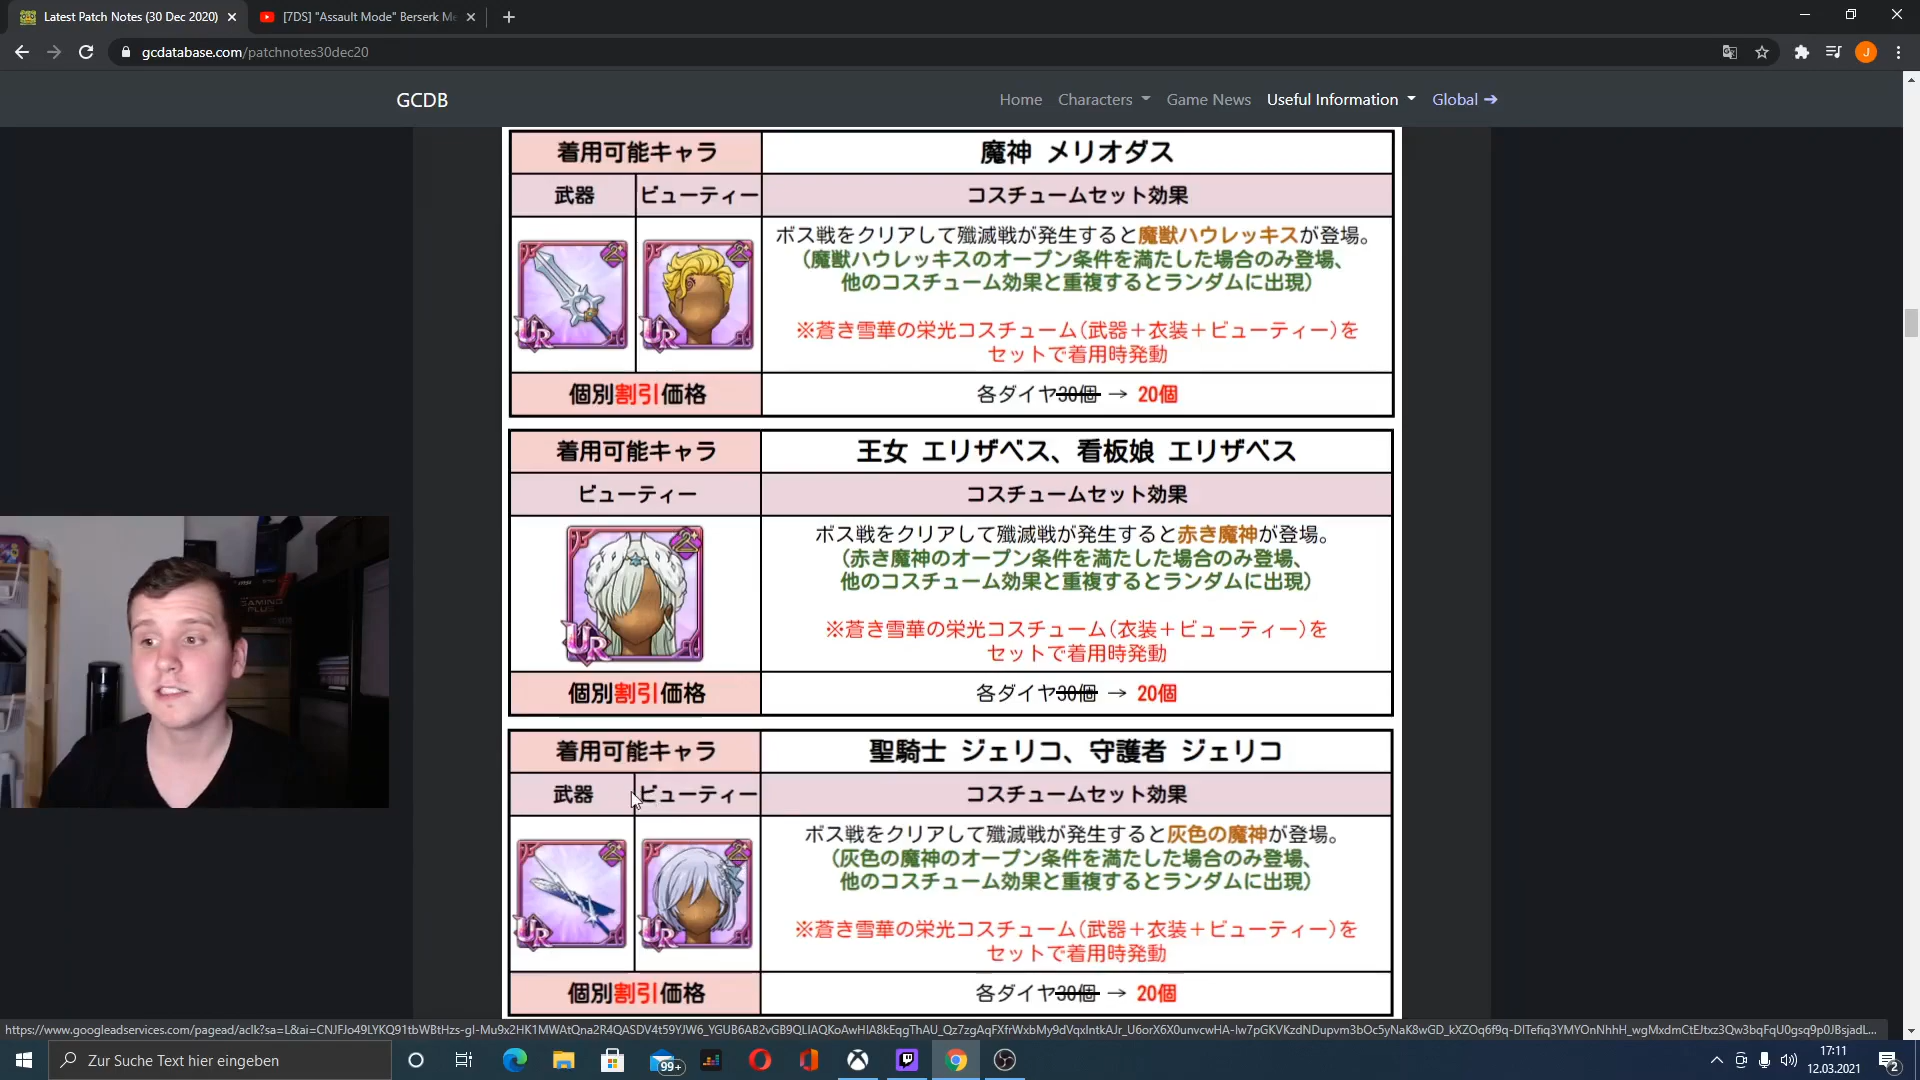 Latest Patch Notes (30 Dec 2020)
[7DS] "Assault Mode" Berserk Me
gcdatabase.com/patchnotes30dec20
J
GCDB
Home
Characters
Game News
Useful Information
Global
着用可能キャラ
魔神 メリオダス
武器
ビューティー
コスチュームセット効果
ボス戦をクリアして殲滅戦が発生すると魔獣ハウレッキスが登場。
(魔獣ハウレッキスのオープン条件を満たした場合のみ登場、
他のコスチューム効果と重複するとランダムに出現)
※蒼き雪華の栄光コスチューム(武器+衣装+ビューティー)を
セットで着用時発動
UR
UR
個別割引価格
各ダイヤ30個 → 20個
着用可能キャラ
王女 エリザベス、看板娘 エリザベス
ビューティー
コスチュームセット効果
ボス戦をクリアして殲滅戦が発生すると赤き魔神が登場。
(赤き魔神のオープン条件を満たした場合のみ登場、
他のコスチューム効果と重複するとランダムに出現)
※蒼き雪華の栄光コスチューム(衣装+ビューティー)を
セットで着用時発動
UR
個別割引価格
各ダイヤ30個 → 20個
着用可能キャラ
聖騎士 ジェリコ、守護者 ジェリコ
武器
ビューティー
コスチュームセット効果
ボス戦をクリアして殲滅戦が発生すると灰色の魔神が登場。
(灰色の魔神のオープン条件を満たした場合のみ登場、
他のコスチューム効果と重複するとランダムに出現)
※蒼き雪華の栄光コスチューム(武器+衣装+ビューティー)を
セットで着用時発動
UR
UR
個別割引価格
各ダイヤ30個 → 20個
GAMING
PLUS
Zur Suche Text hier eingeben
99+
17:11
12.03.2021
2